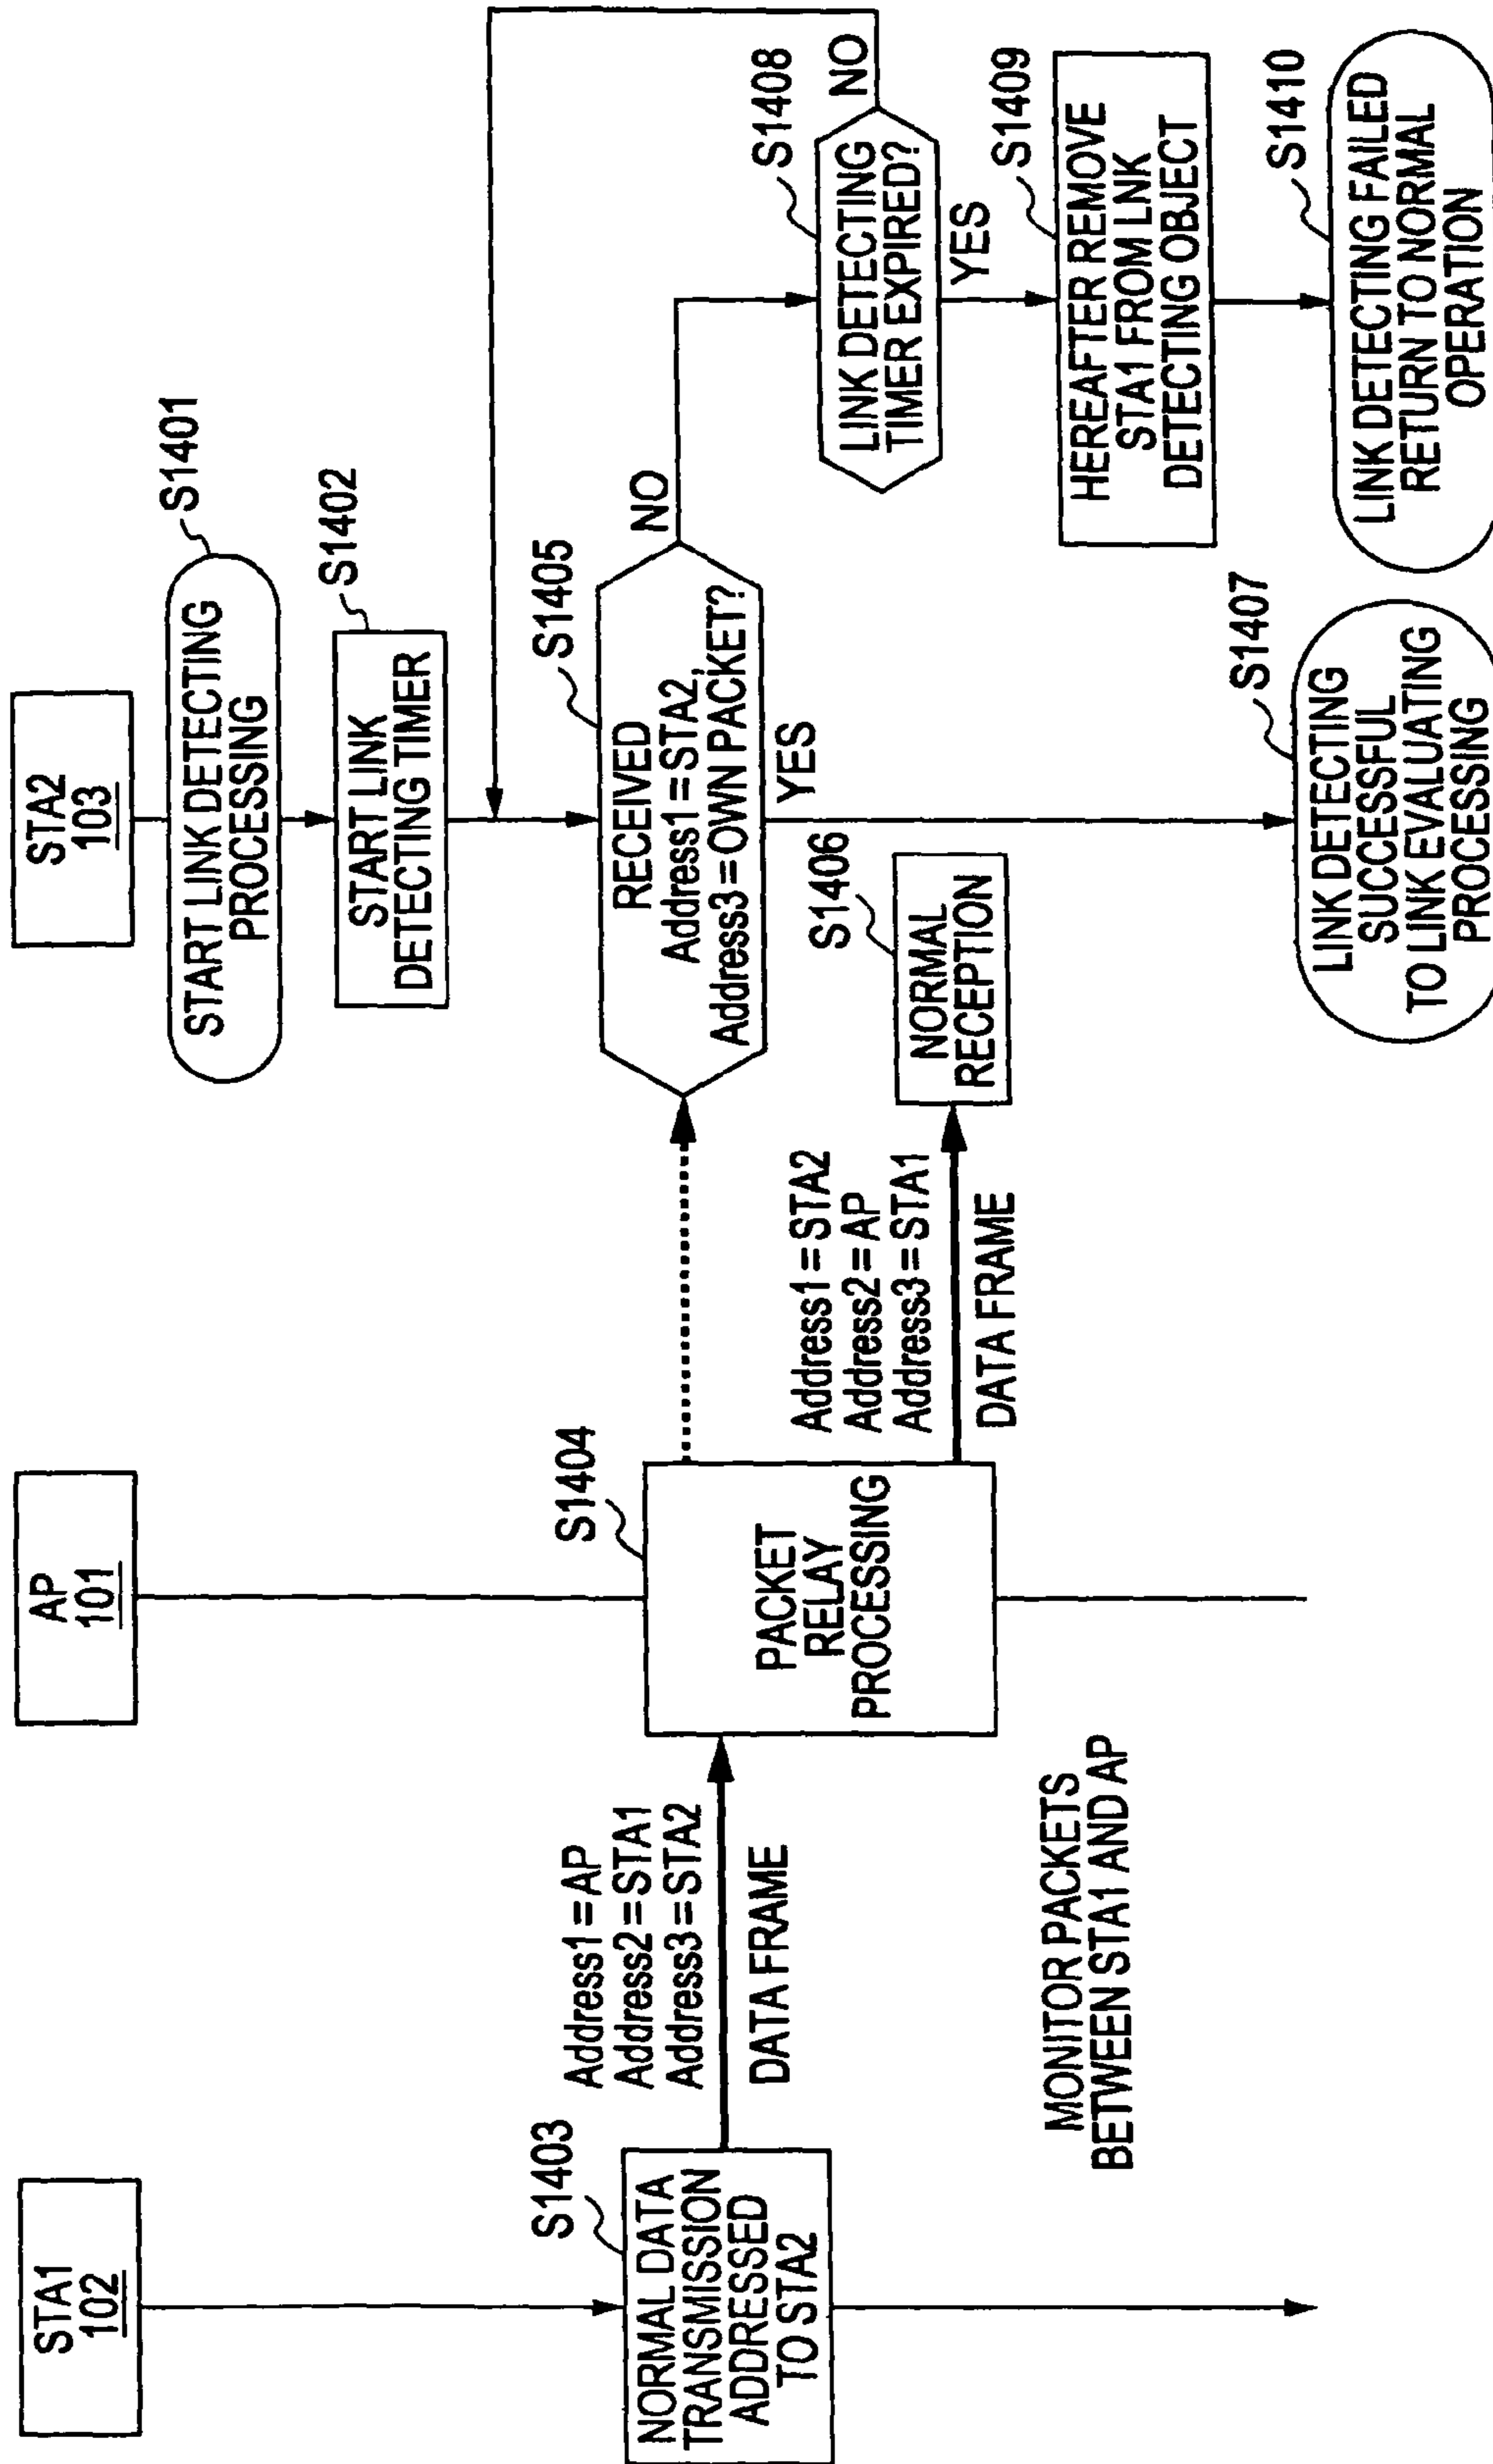 STA1
102
AP
101
STA2
103
START LINK DETECTING
PROCESSING
S1401
START LINK
DETECTING TIMER
S1402
S1403
NORMAL DATA
TRANSMISSION
ADDRESSED
TO STA2
Address1 = AP
Address2 = STA1
Address3 = STA2
DATA FRAME
S1404
PACKET
RELAY
PROCESSING
MONITOR PACKETS
BETWEEN STA1 AND AP
S1405
RECEIVED
Address1 = STA2,
Address3 = OWN PACKET?
NO
YES
Address1 = STA2
Address2 = AP
Address3 = STA1
DATA FRAME
S1406
NORMAL
RECEPTION
S1407
LINK DETECTING
SUCCESSFUL
TO LINK EVALUATING
PROCESSING
S1408
LINK DETECTING
TIMER EXPIRED?
NO
YES
S1409
HEREAFTER REMOVE
STA1 FROM LNK
DETECTING OBJECT
S1410
LINK DETECTING FAILED
RETURN TO NORMAL
OPERATION